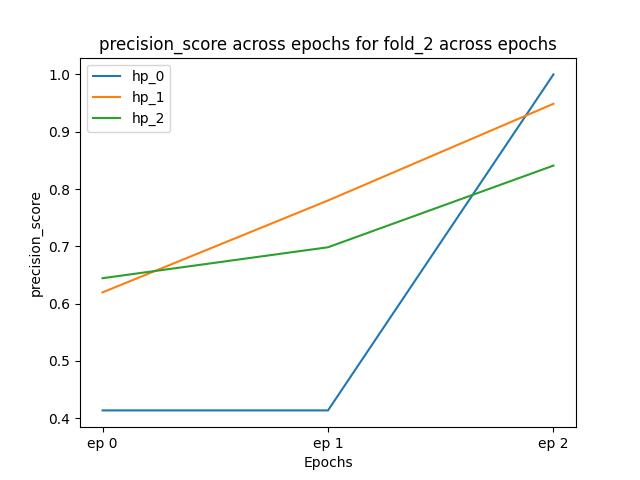 precision_score across epochs for fold_2 across epochs
hp_0
hp_1
hp_2
precision_score
1.0
0.9
0.8
0.7
0.6
0.5
0.4
ep 0 ep 1 ep 2
Epochs